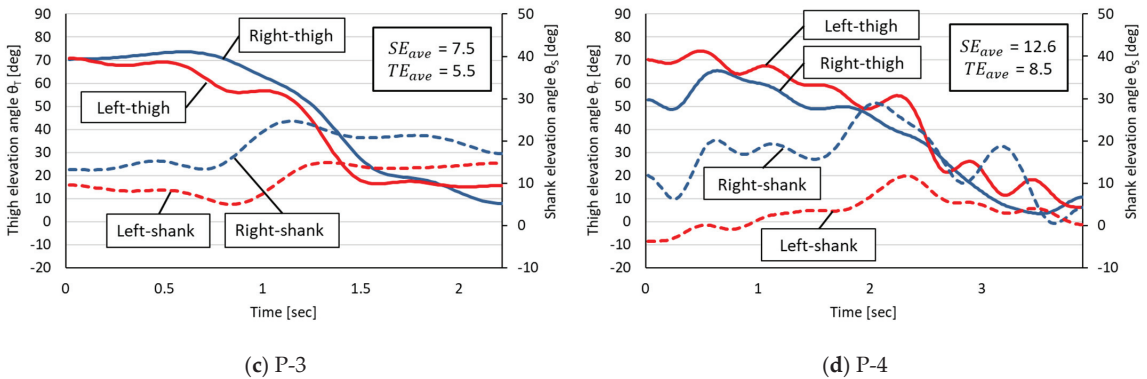 90
80
70
60
50
40
30
20
10
0
-10
-20
Thigh elevation angle θT [deg]
50
40
30
20
10
0
-10
Shank elevation angle θS [deg]
0
0.5
1
1.5
2
Time [sec]
Right-thigh
Left-thigh
Left-shank
Right-shank
SEave = 7.5
TEave = 5.5
(c) P-3
90
80
70
60
50
40
30
20
10
0
-10
-20
Thigh elevation angle θT [deg]
50
40
30
20
10
0
-10
Shank elevation angle θS [deg]
0
1
2
3
Time [sec]
Left-thigh
Right-thigh
Right-shank
Left-shank
SEave = 12.6
TEave = 8.5
(d) P-4